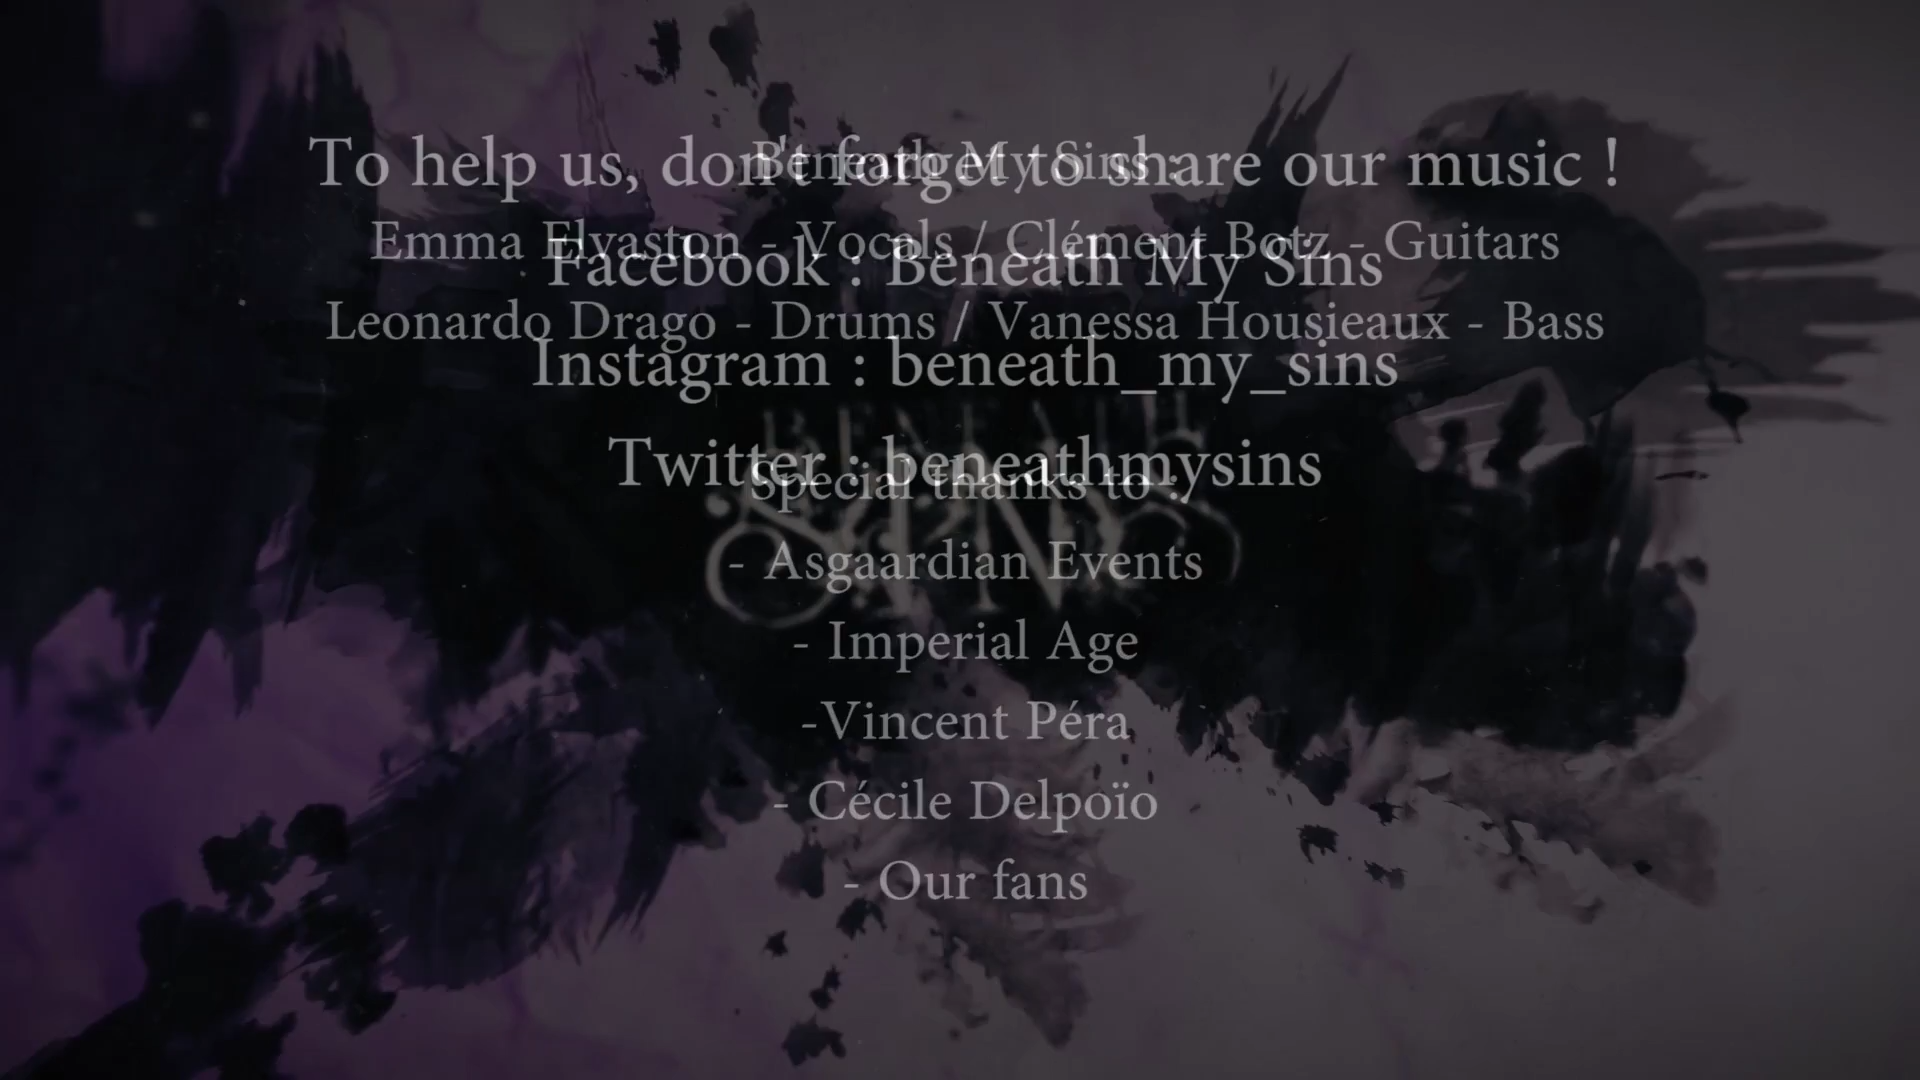 To help us, don't forget to share our music !
Beneath My Sins :
Emma Elyaston - Vocals / Clément Botz - Guitars
Facebook : Beneath My Sins
Leonardo Drago - Drums / Vanessa Housieaux - Bass
Instagram : beneath_my_sins
Twitter : beneathmysins
Special thanks to :
SINS
- Asgaardian Events
- Imperial Age
-Vincent Péra
- Cécile Delpoïo
- Our fans